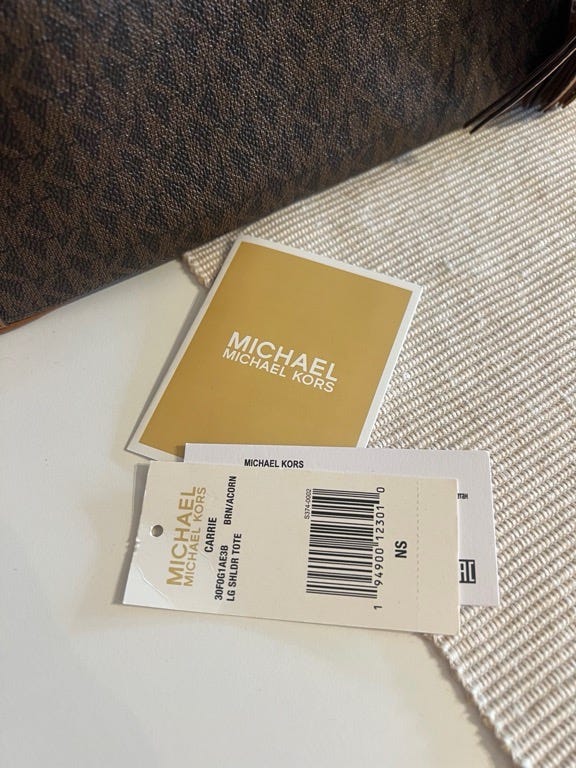 MICHAEL
MICHAEL KORS
MICHAEL KORS
MICHAEL
MICHAEL KORS
CARRIE
30F0G1AE3B BRN/ACORN
LG SHLDR TOTE
S374-0002
1 94900 12301 0
NS